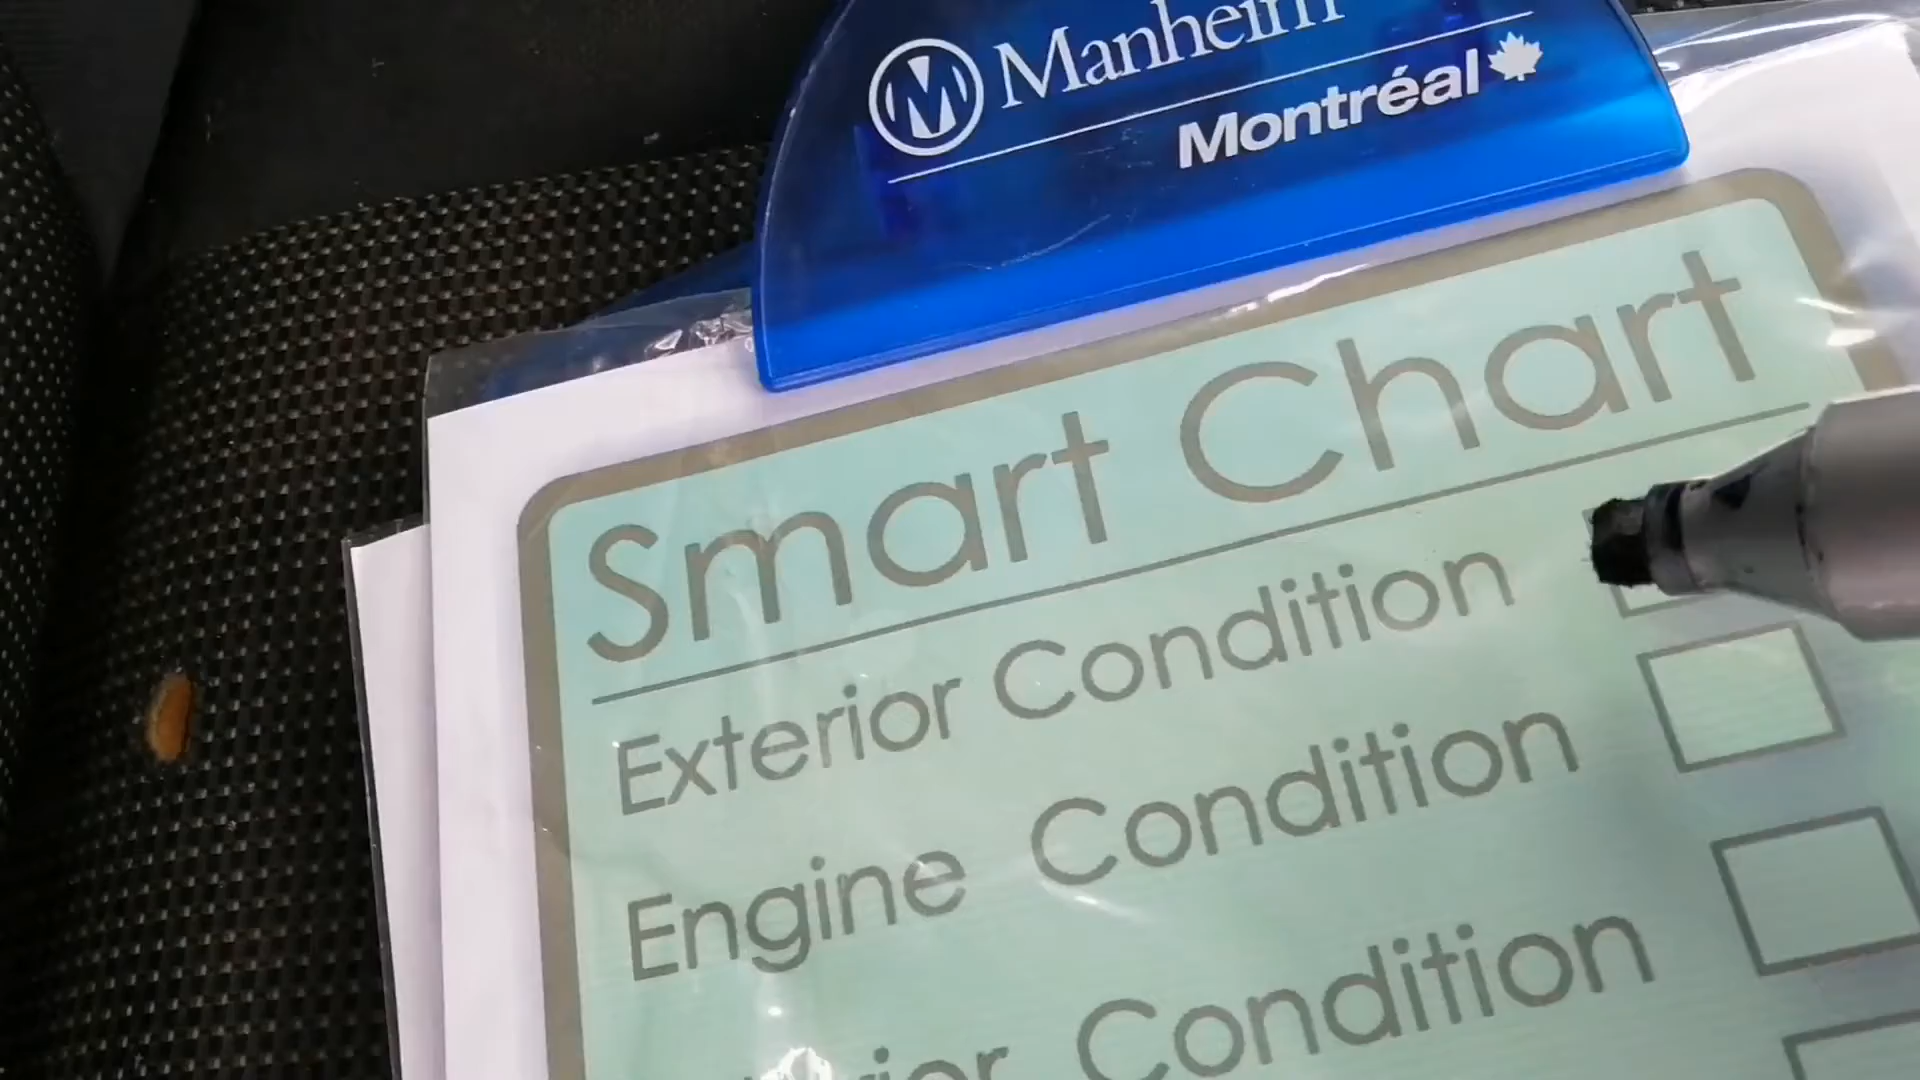 Manheim
Montréal
Smart Chart
Exterior Condition
Engine Condition
Condition